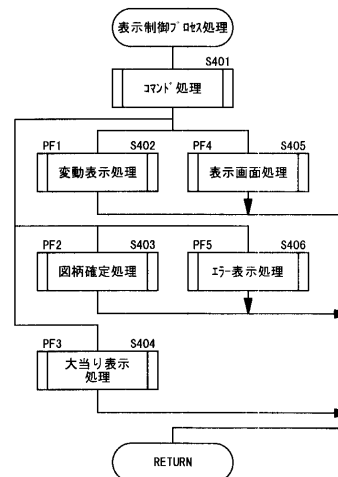 表示制御ﾌﾟﾛｾｽ処理
S401
ｺﾏﾝﾄﾞ処理
PF1 S402 PF4 S405
変動表示処理 表示画面処理
PF2 S403 PF5 S406
図柄確定処理 ｴﾗｰ表示処理
PF3 S404
大当り表示
処理
RETURN